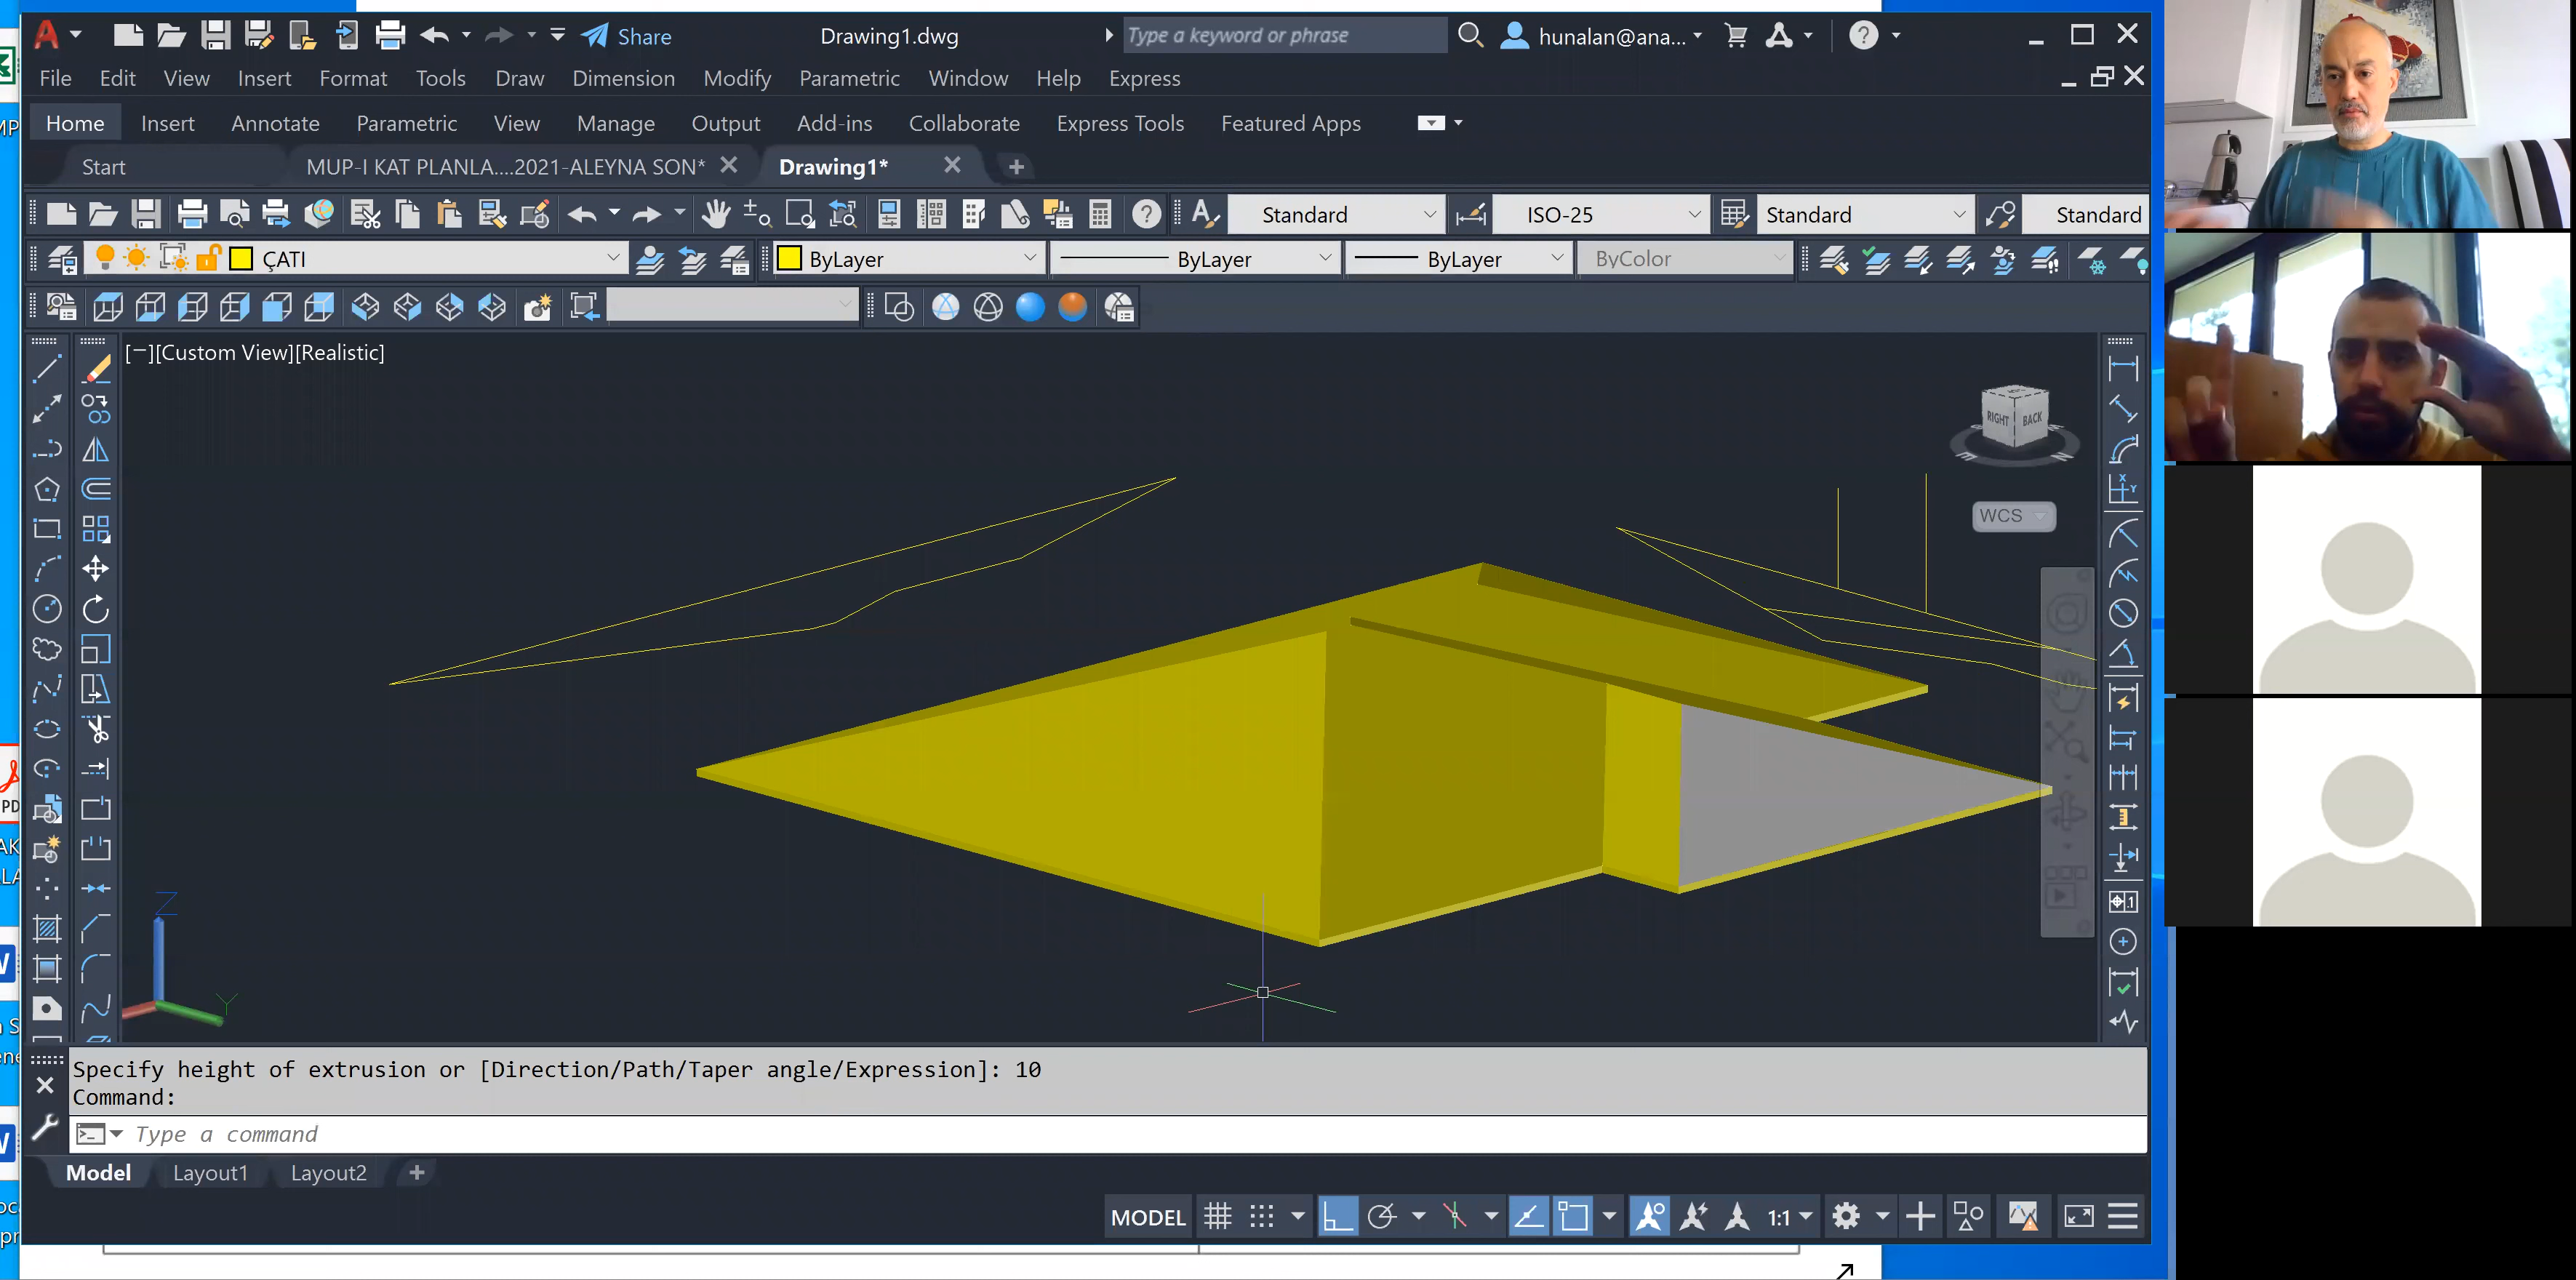 Share
Drawing1.dwg
Type a keyword or phrase
hunalan@ana...
File Edit View Insert Format Tools Draw Dimension Modify Parametric Window Help Express
Home Insert Annotate Parametric View Manage Output Add-ins Collaborate Express Tools Featured Apps
Start MUP-I KAT PLANLA....2021-ALEYNA SON* Drawing1*
Standard ISO-25 Standard Standard
ÇATI ByLayer ByLayer ByLayer ByColor
[−][Custom View][Realistic]
RIGHT BACK
WCS
Z
Y
Specify height of extrusion or [Direction/Path/Taper angle/Expression]: 10
Command:
Type a command
Model Layout1 Layout2
MODEL 1:1